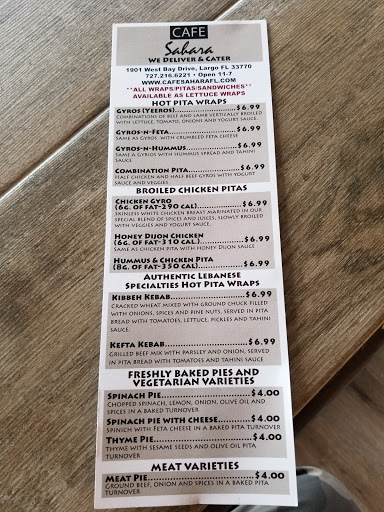 CAFE
Sahara
We Deliver & Cater
1901 West Bay Drive, Largo FL 33770
727.216.6221 • Open 11-7
www.CafeSaharaFL.com
**All Wraps/Pitas/Sandwiches**
Available as Lettuce Wraps
Hot Pita Wraps
Gyros (Yeeros)....................$6.99
Combinations of beef and lamb vertically broiled
with lettuce, tomato, onions and yogurt sauce.
Gyros-n-Feta....................$6.99
Same as gyros, with crumbled feta cheese
Gyros-n-Hummus....................$6.99
Same a gyros with hummus spread and tahini
sauce
Combination Pita....................$6.99
Half chicken and half beef gyros with yogurt
sauce and veggies
Broiled Chicken Pitas
Chicken Gyro
(6g. of fat-290 cal)....................$6.99
Skinless white chicken breast marinated in our
special blend of spices and juices, slowly broiled
with veggies and yogurt sauce.
Honey Dijon Chicken
(6g. of fat-310 cal.)....................$6.99
Same as chicken pita with honey Dijon sauce
Hummus & Chicken Pita
(8g. of fat-350 cal)....................$6.99
Authentic Lebanese
Specialties Hot Pita Wraps
Kibbeh Kebab....................$6.99
Cracked wheat mixed with ground chuck filled
with onions, spices and pine nuts, served in pita
bread with tomatoes, lettuce, pickles and tahini
sauce.
Kefta Kebab....................$6.99
Grilled beef mix with parsley and onion, served
in pita bread with tomatoes and tahini sauce
Freshly Baked Pies and
Vegetarian Varieties
Spinach Pie....................$4.00
Chopped spinach, lemon, onion, olive oil and
spices in a baked turnover
Spinach pie with cheese....................$4.00
Spinich with Feta cheese in a baked pita turnover
Thyme Pie....................$4.00
Thyme with sesame seeds and olive oil pita
turnover
Meat Varieties
Meat Pie....................$4.00
Ground beef, onion and spices in a baked pita
turnover